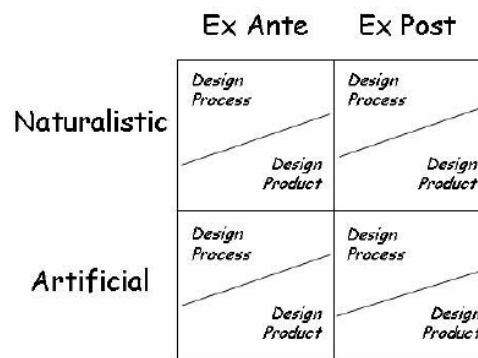 Ex Ante Ex Post
Naturalistic
Design
Process
Design
Product
Design
Process
Design
Product
Artificial
Design
Process
Design
Product
Design
Process
Design
Product